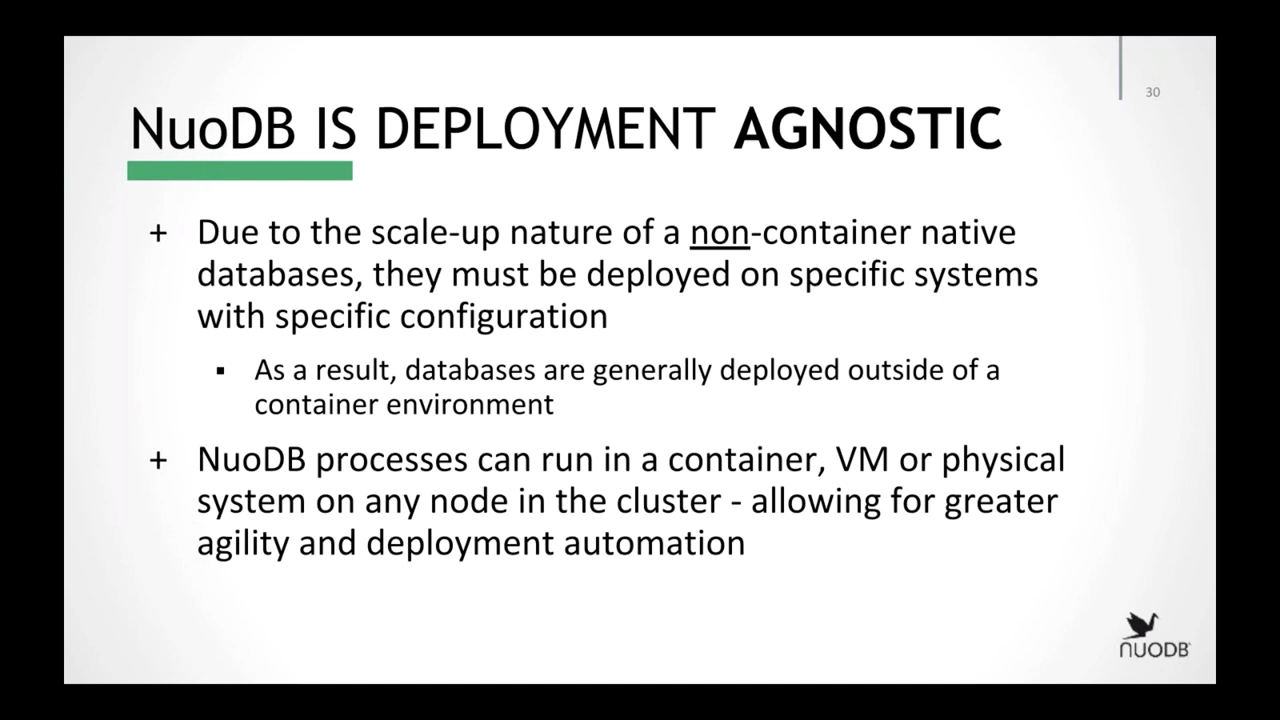 30
NuoDB IS DEPLOYMENT AGNOSTIC
+ Due to the scale-up nature of a non-container native
databases, they must be deployed on specific systems
with specific configuration
▪ As a result, databases are generally deployed outside of a
container environment
+ NuoDB processes can run in a container, VM or physical
system on any node in the cluster - allowing for greater
agility and deployment automation
NUODB